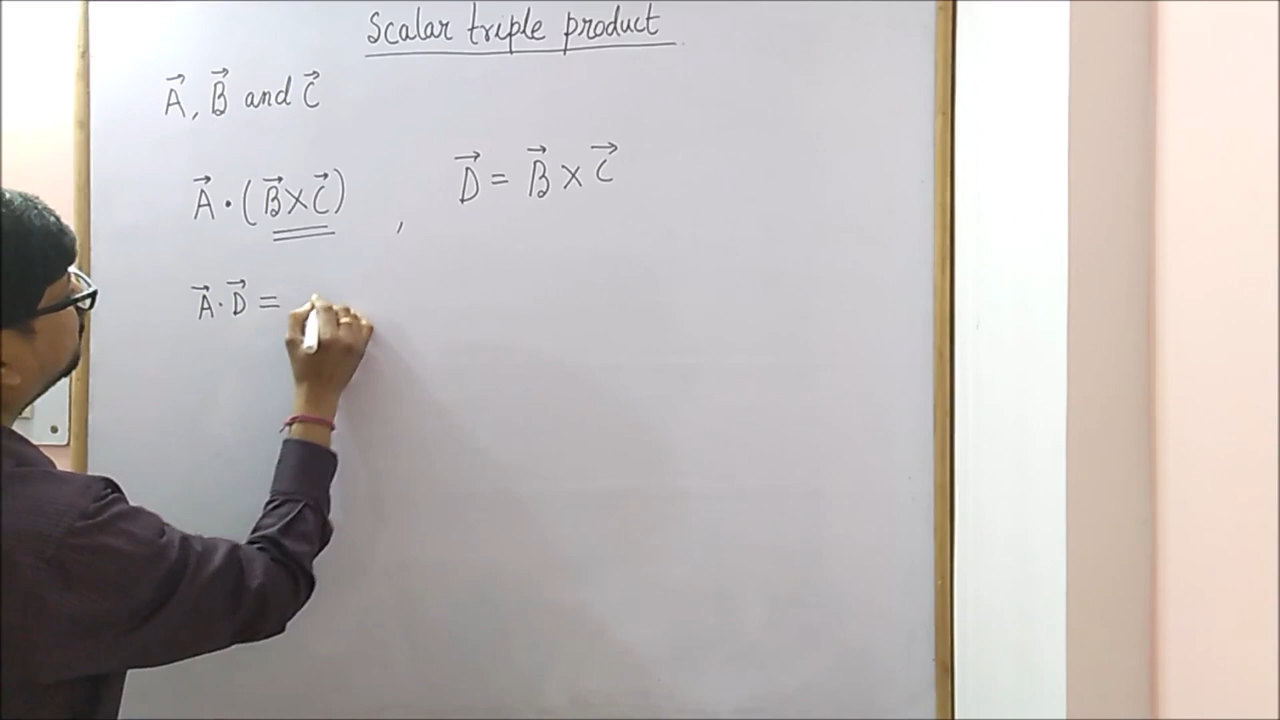 Scalar triple product
A⃗, B⃗ and C⃗
A⃗ · (B⃗ × C⃗) , D⃗ = B⃗ × C⃗
A⃗ · D⃗ =